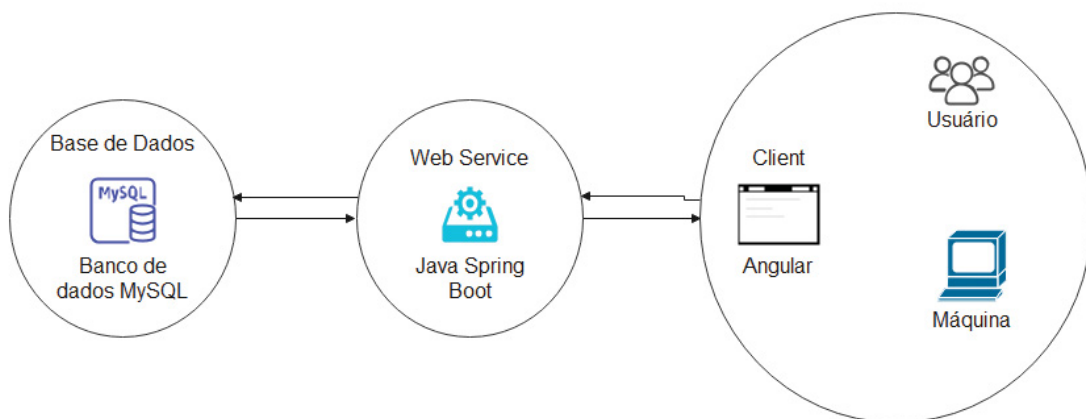 Base de Dados
MySQL
Banco de
dados MySQL
Web Service
Java Spring
Boot
Client
Angular
Usuário
Máquina